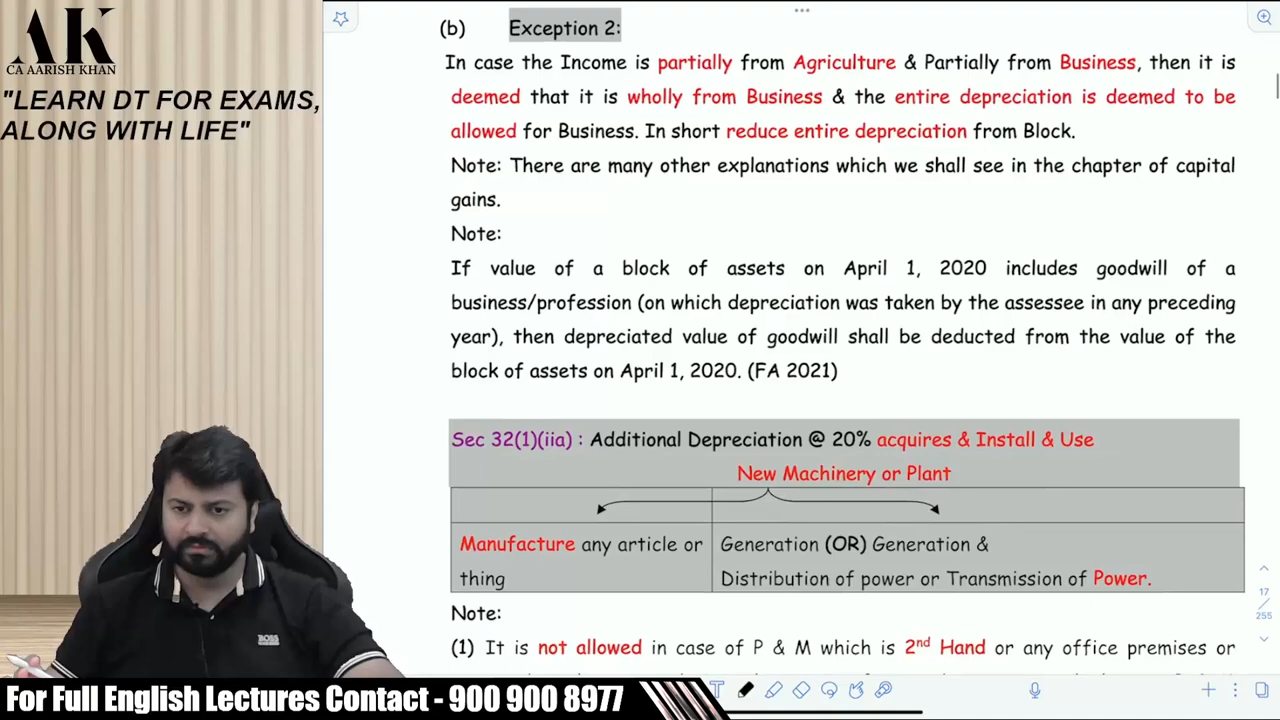 AK
CA AARISH KHAN
"LEARN DT FOR EXAMS,
ALONG WITH LIFE"
(b) Exception 2:
In case the Income is partially from Agriculture & Partially from Business, then it is
deemed that it is wholly from Business & the entire depreciation is deemed to be
allowed for Business. In short reduce entire depreciation from Block.
Note: There are many other explanations which we shall see in the chapter of capital
gains.
Note:
If value of a block of assets on April 1, 2020 includes goodwill of a
business/profession (on which depreciation was taken by the assessee in any preceding
year), then depreciated value of goodwill shall be deducted from the value of the
block of assets on April 1, 2020. (FA 2021)
Sec 32(1)(iia) : Additional Depreciation @ 20% acquires & Install & Use
New Machinery or Plant
Manufacture any article or
thing
Generation (OR) Generation &
Distribution of power or Transmission of Power.
Note:
(1) It is not allowed in case of P & M which is 2nd Hand or any office premises or
17
255
BOSS
For Full English Lectures Contact - 900 900 8977